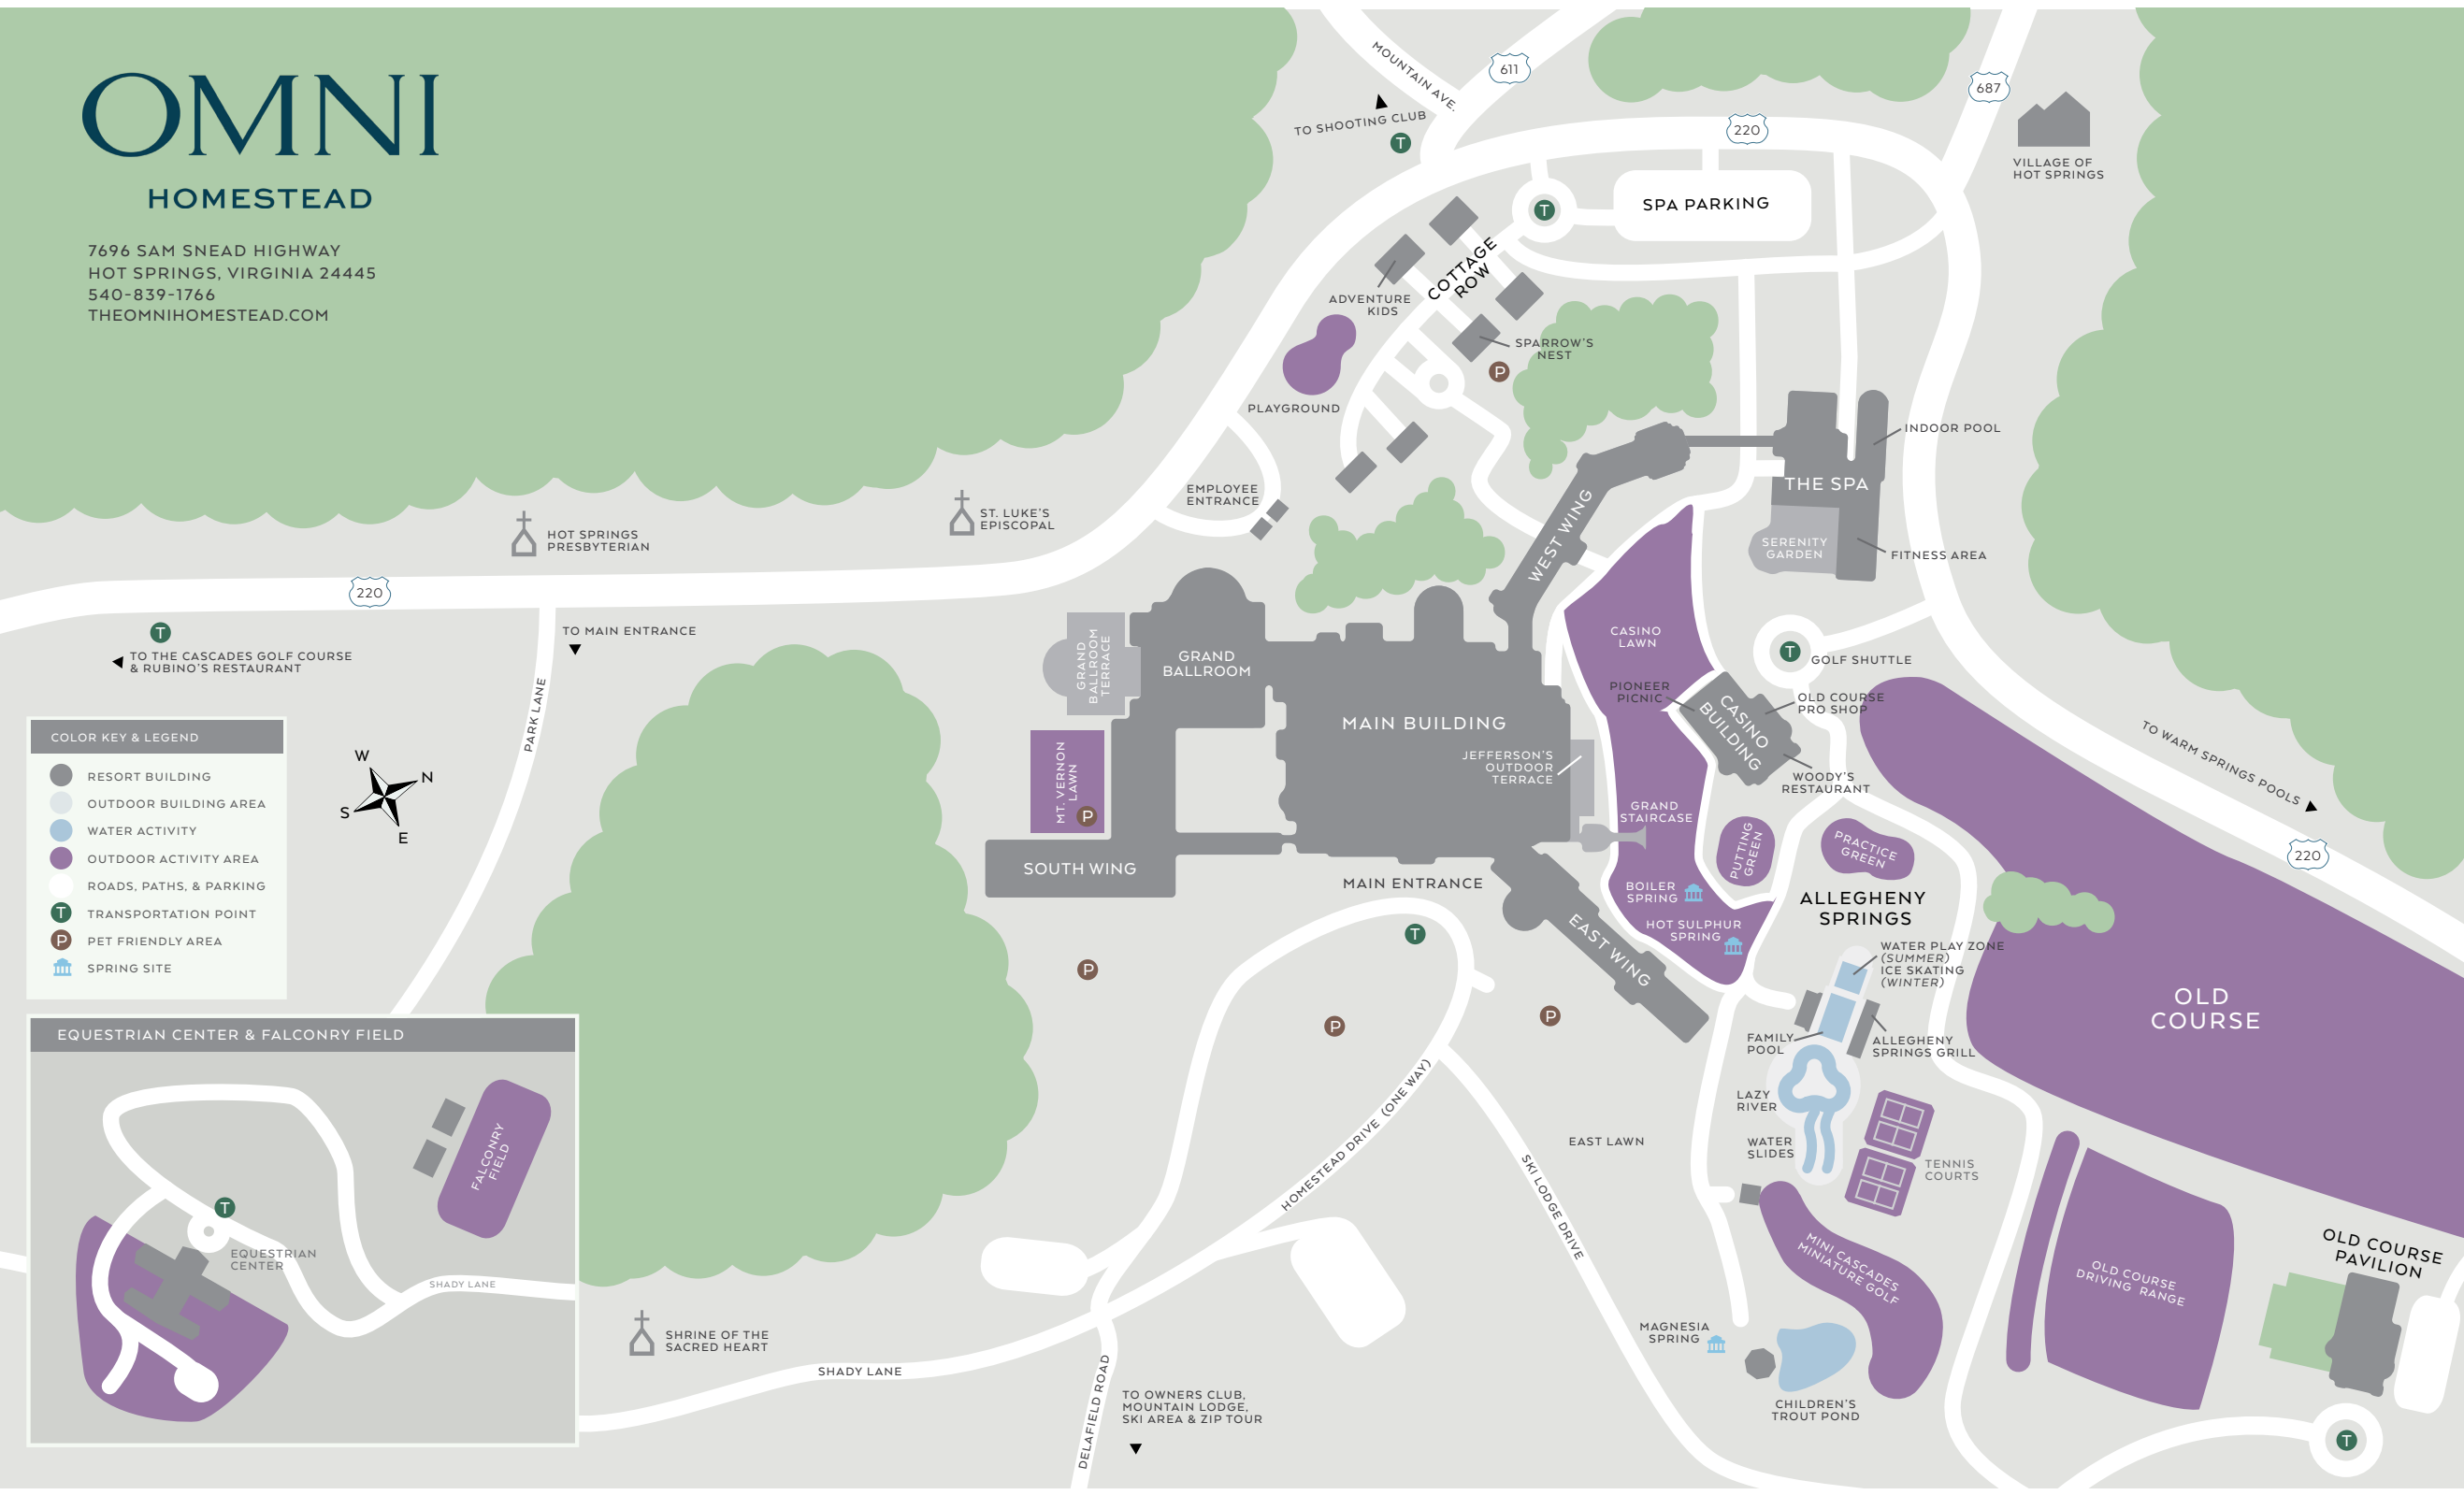 OMNI
HOMESTEAD
7696 SAM SNEAD HIGHWAY
HOT SPRINGS, VIRGINIA 24445
540-839-1766
THEOMNIHOMESTEAD.COM
MOUNTAIN AVE.
611
TO SHOOTING CLUB
T
220
687
VILLAGE OF
HOT SPRINGS
T
SPA PARKING
COTTAGE
ROW
ADVENTURE
KIDS
SPARROW'S
NEST
P
PLAYGROUND
INDOOR POOL
THE SPA
EMPLOYEE
ENTRANCE
WEST WING
SERENITY
GARDEN
FITNESS AREA
HOT SPRINGS
PRESBYTERIAN
ST. LUKE'S
EPISCOPAL
220
T
TO THE CASCADES GOLF COURSE
& RUBINO'S RESTAURANT
TO MAIN ENTRANCE
PARK LANE
GRAND
BALLROOM
TERRACE
GRAND
BALLROOM
CASINO
LAWN
T
GOLF SHUTTLE
PIONEER
PICNIC
OLD COURSE
PRO SHOP
CASINO
BUILDING
MAIN BUILDING
JEFFERSON'S
OUTDOOR
TERRACE
WOODY'S
RESTAURANT
TO WARM SPRINGS POOLS
220
COLOR KEY & LEGEND
RESORT BUILDING
OUTDOOR BUILDING AREA
WATER ACTIVITY
OUTDOOR ACTIVITY AREA
ROADS, PATHS, & PARKING
T TRANSPORTATION POINT
P PET FRIENDLY AREA
SPRING SITE
W
N
S
E
MT. VERNON
LAWN
P
GRAND
STAIRCASE
PUTTING
GREEN
PRACTICE
GREEN
SOUTH WING
MAIN ENTRANCE
BOILER
SPRING
ALLEGHENY
SPRINGS
HOT SULPHUR
SPRING
T
EAST WING
WATER PLAY ZONE
(SUMMER)
ICE SKATING
(WINTER)
P
P
P
OLD
COURSE
FAMILY
POOL
ALLEGHENY
SPRINGS GRILL
LAZY
RIVER
WATER
SLIDES
TENNIS
COURTS
EAST LAWN
HOMESTEAD DRIVE (ONE WAY)
SKI LODGE DRIVE
EQUESTRIAN CENTER & FALCONRY FIELD
FALCONRY
FIELD
T
EQUESTRIAN
CENTER
SHADY LANE
MINI CASCADES
MINIATURE GOLF
OLD COURSE
DRIVING RANGE
OLD COURSE
PAVILION
SHRINE OF THE
SACRED HEART
SHADY LANE
MAGNESIA
SPRING
DELAFIELD ROAD
TO OWNERS CLUB,
MOUNTAIN LODGE,
SKI AREA & ZIP TOUR
CHILDREN'S
TROUT POND
T